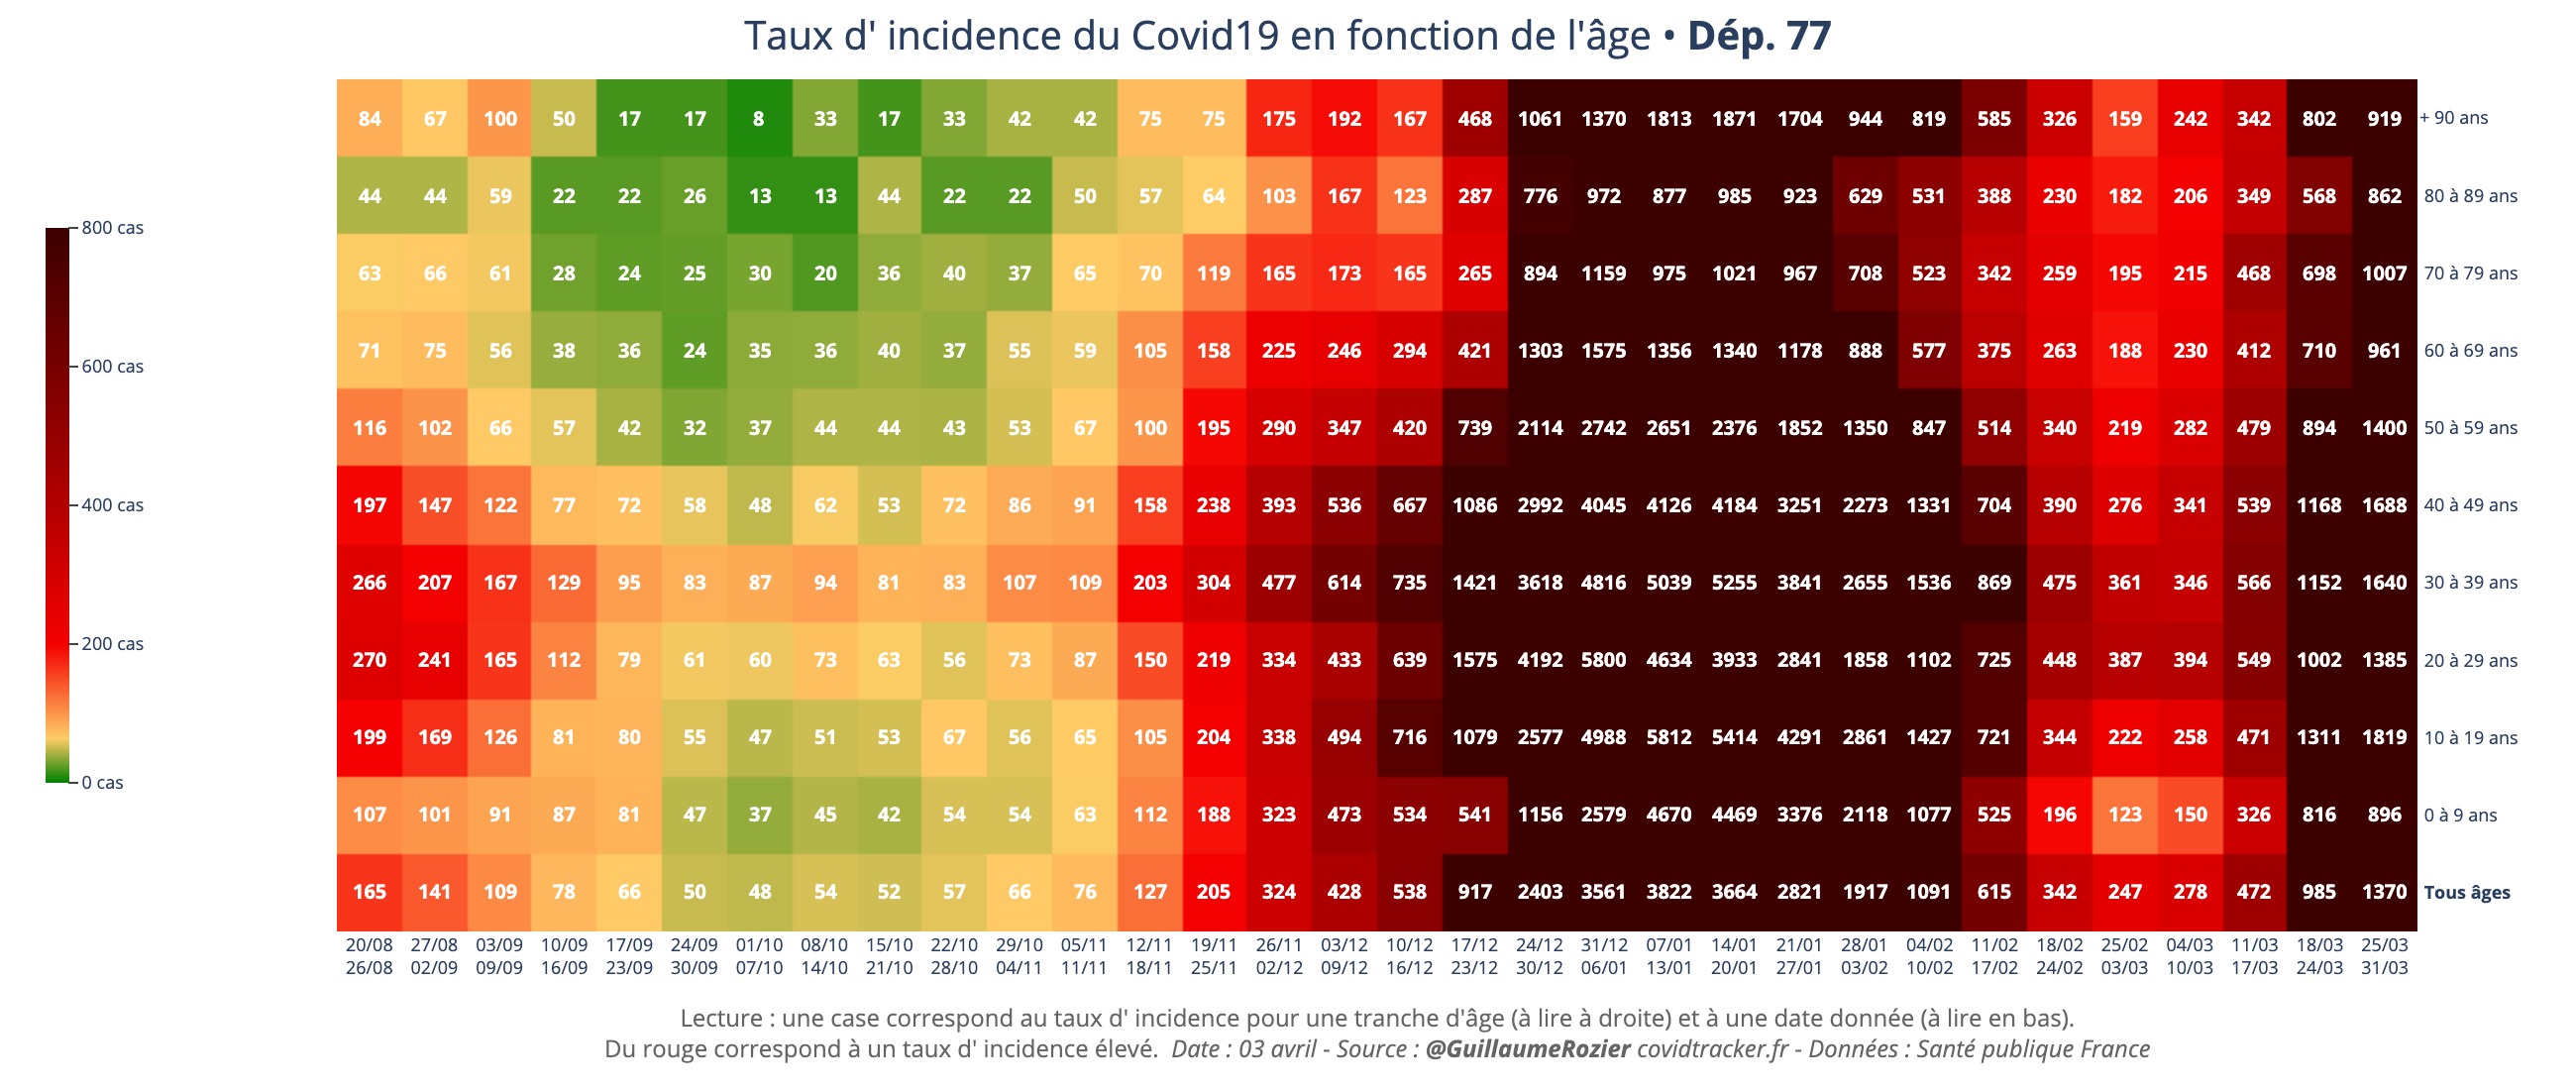 Taux d' incidence du Covid19 en fonction de l'âge • Dép. 77
84 67 100 50 17 17 8 33 17 33 42 42 75 75 175 192 167 468 1061 1370 1813 1871 1704 944 819 585 326 159 242 342 802 919 + 90 ans
44 44 59 22 22 26 13 13 44 22 22 50 57 64 103 167 123 287 776 972 877 985 923 629 531 388 230 182 206 349 568 862 80 à 89 ans
800 cas
63 66 61 28 24 25 30 20 36 40 37 65 70 119 165 173 165 265 894 1159 975 1021 967 708 523 342 259 195 215 468 698 1007 70 à 79 ans
71 75 56 38 36 24 35 36 40 37 55 59 105 158 225 246 294 421 1303 1575 1356 1340 1178 888 577 375 263 188 230 412 710 961 60 à 69 ans
600 cas
116 102 66 57 42 32 37 44 44 43 53 67 100 195 290 347 420 739 2114 2742 2651 2376 1852 1350 847 514 340 219 282 479 894 1400 50 à 59 ans
400 cas
197 147 122 77 72 58 48 62 53 72 86 91 158 238 393 536 667 1086 2992 4045 4126 4184 3251 2273 1331 704 390 276 341 539 1168 1688 40 à 49 ans
266 207 167 129 95 83 87 94 81 83 107 109 203 304 477 614 735 1421 3618 4816 5039 5255 3841 2655 1536 869 475 361 346 566 1152 1640 30 à 39 ans
200 cas
270 241 165 112 79 61 60 73 63 56 73 87 150 219 334 433 639 1575 4192 5800 4634 3933 2841 1858 1102 725 448 387 394 549 1002 1385 20 à 29 ans
199 169 126 81 80 55 47 51 53 67 56 65 105 204 338 494 716 1079 2577 4988 5812 5414 4291 2861 1427 721 344 222 258 471 1311 1819 10 à 19 ans
0 cas
107 101 91 87 81 47 37 45 42 54 54 63 112 188 323 473 534 541 1156 2579 4670 4469 3376 2118 1077 525 196 123 150 326 816 896 0 à 9 ans
165 141 109 78 66 50 48 54 52 57 66 76 127 205 324 428 538 917 2403 3561 3822 3664 2821 1917 1091 615 342 247 278 472 985 1370 Tous âges
20/08 27/08 03/09 10/09 17/09 24/09 01/10 08/10 15/10 22/10 29/10 05/11 12/11 19/11 26/11 03/12 10/12 17/12 24/12 31/12 07/01 14/01 21/01 28/01 04/02 11/02 18/02 25/02 04/03 11/03 18/03 25/03
26/08 02/09 09/09 16/09 23/09 30/09 07/10 14/10 21/10 28/10 04/11 11/11 18/11 25/11 02/12 09/12 16/12 23/12 30/12 06/01 13/01 20/01 27/01 03/02 10/02 17/02 24/02 03/03 10/03 17/03 24/03 31/03
Lecture : une case correspond au taux d' incidence pour une tranche d'âge (à lire à droite) et à une date donnée (à lire en bas).
Du rouge correspond à un taux d' incidence élevé. Date : 03 avril - Source : @GuillaumeRozier covidtracker.fr - Données : Santé publique France